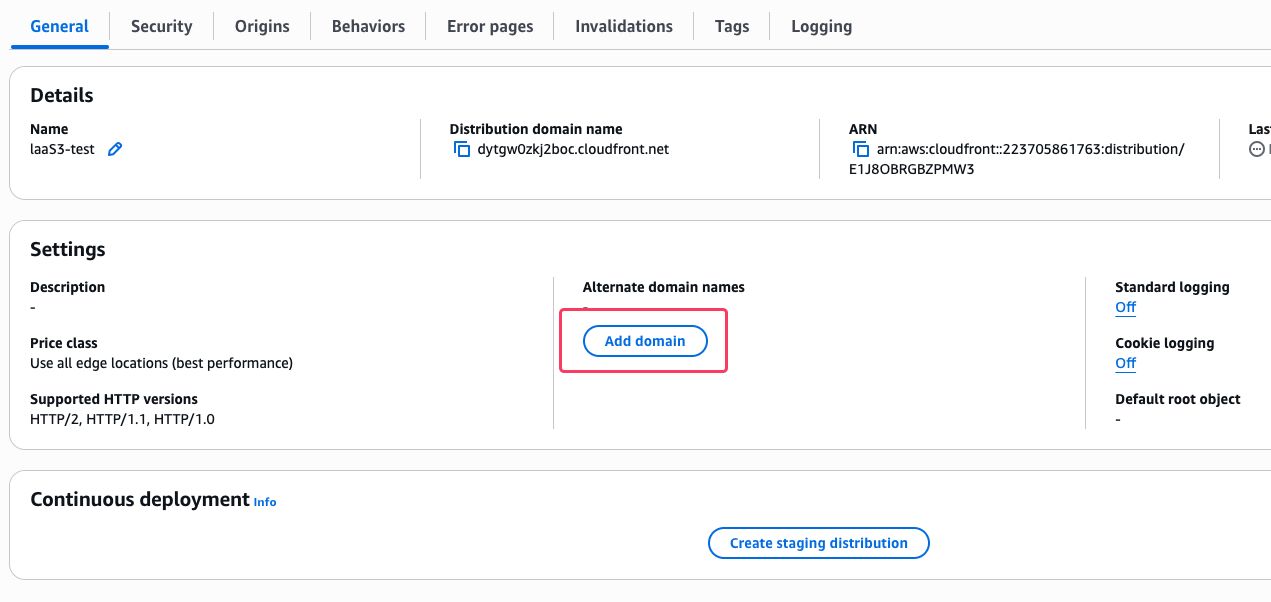 General
Security
Origins
Behaviors
Error pages
Invalidations
Tags
Logging
Details
Name
laaS3-test
Distribution domain name
dytgw0zkj2boc.cloudfront.net
ARN
arn:aws:cloudfront::223705861763:distribution/
E1J8OBRGBZPMW3
Las
Settings
Description
-
Price class
Use all edge locations (best performance)
Supported HTTP versions
HTTP/2, HTTP/1.1, HTTP/1.0
Alternate domain names
-
Add domain
Standard logging
Off
Cookie logging
Off
Default root object
-
Continuous deployment Info
Create staging distribution